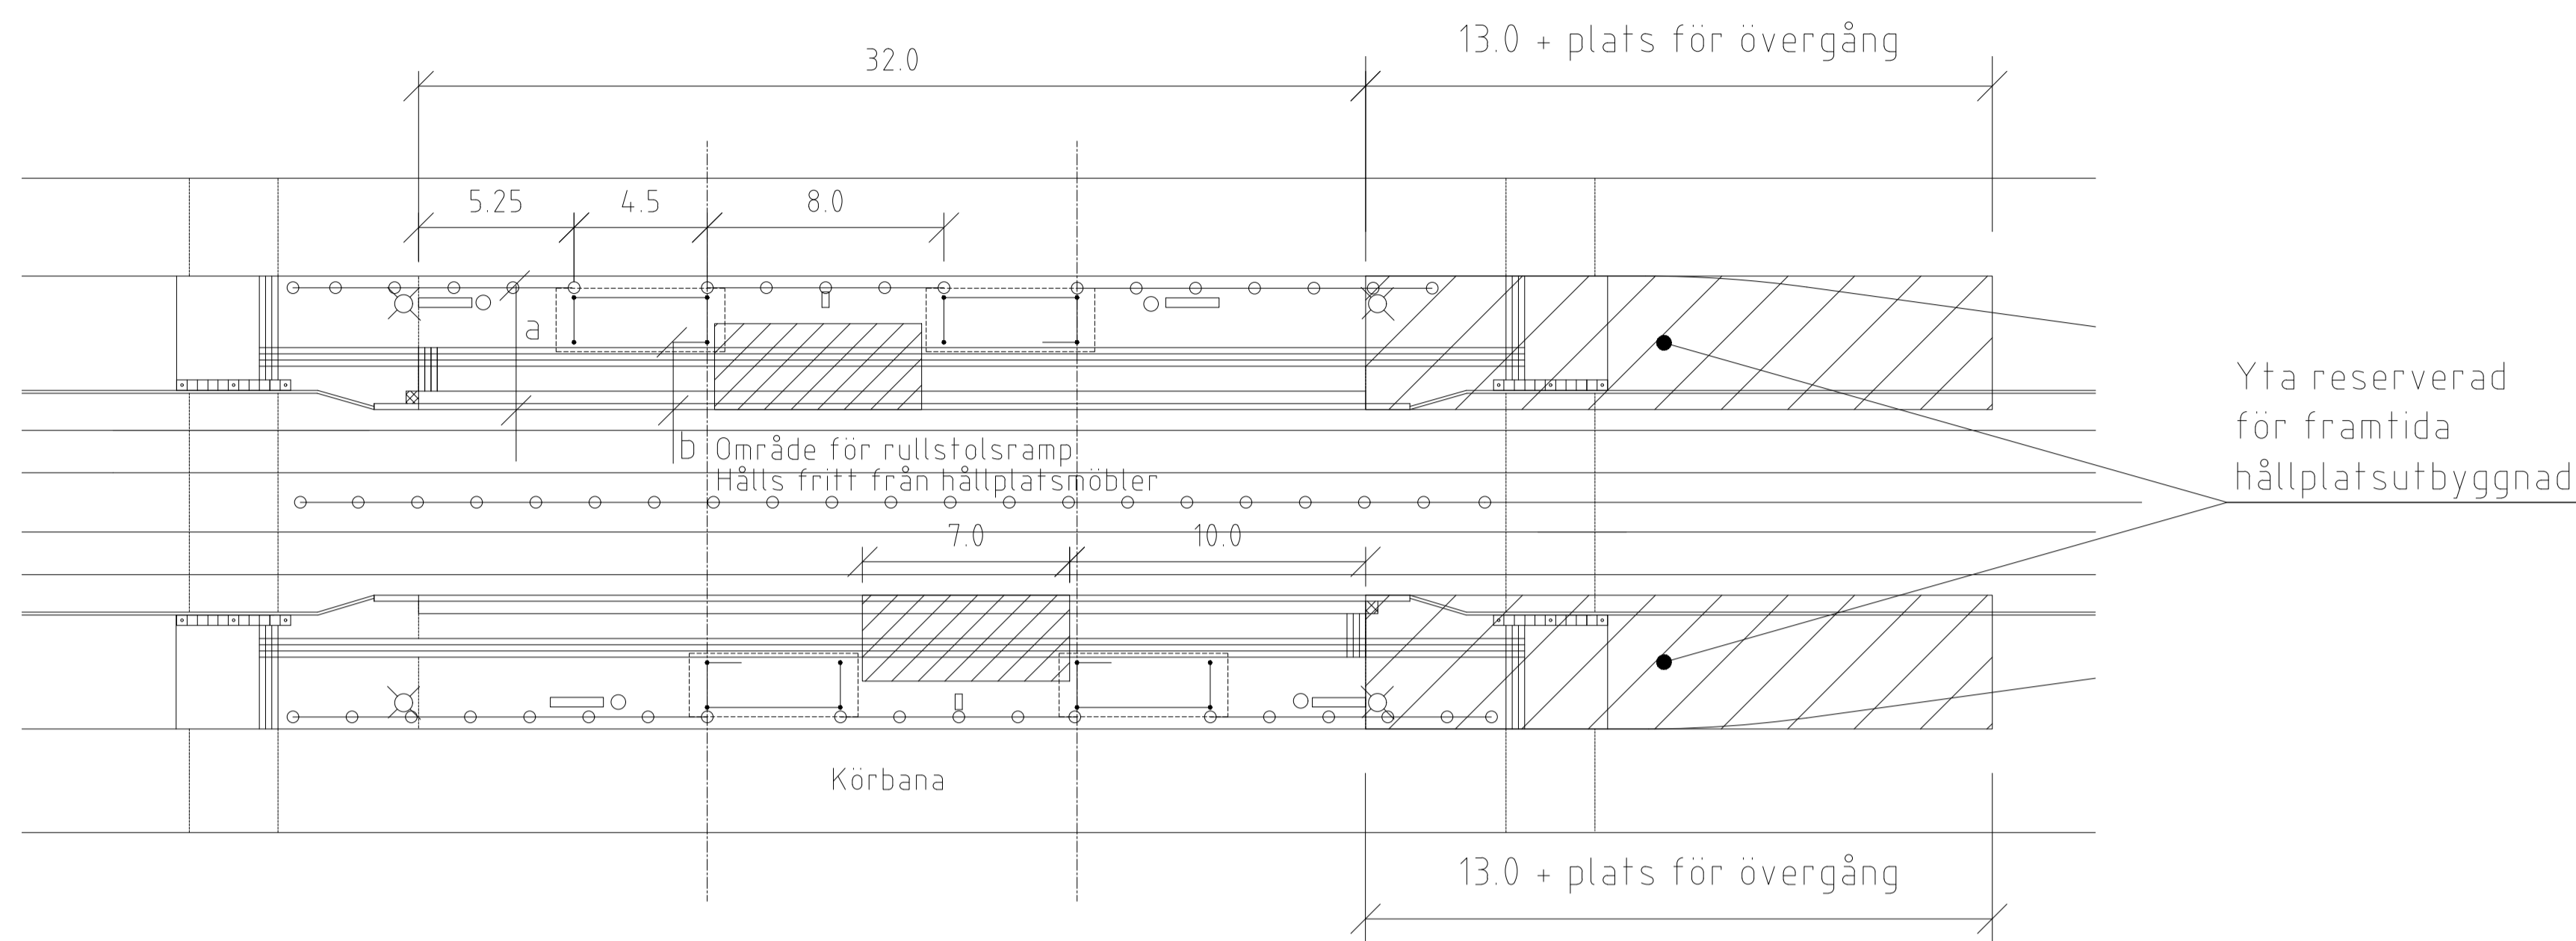 13.0 + plats för övergång
32.0
5.25
4.5
8.0
a
Yta reserverad
för framtida
hållplatsutbyggnad
b
Område för rullstolsramp
Hålls fritt från hållplatsmöbler
7.0
10.0
Körbana
13.0 + plats för övergång